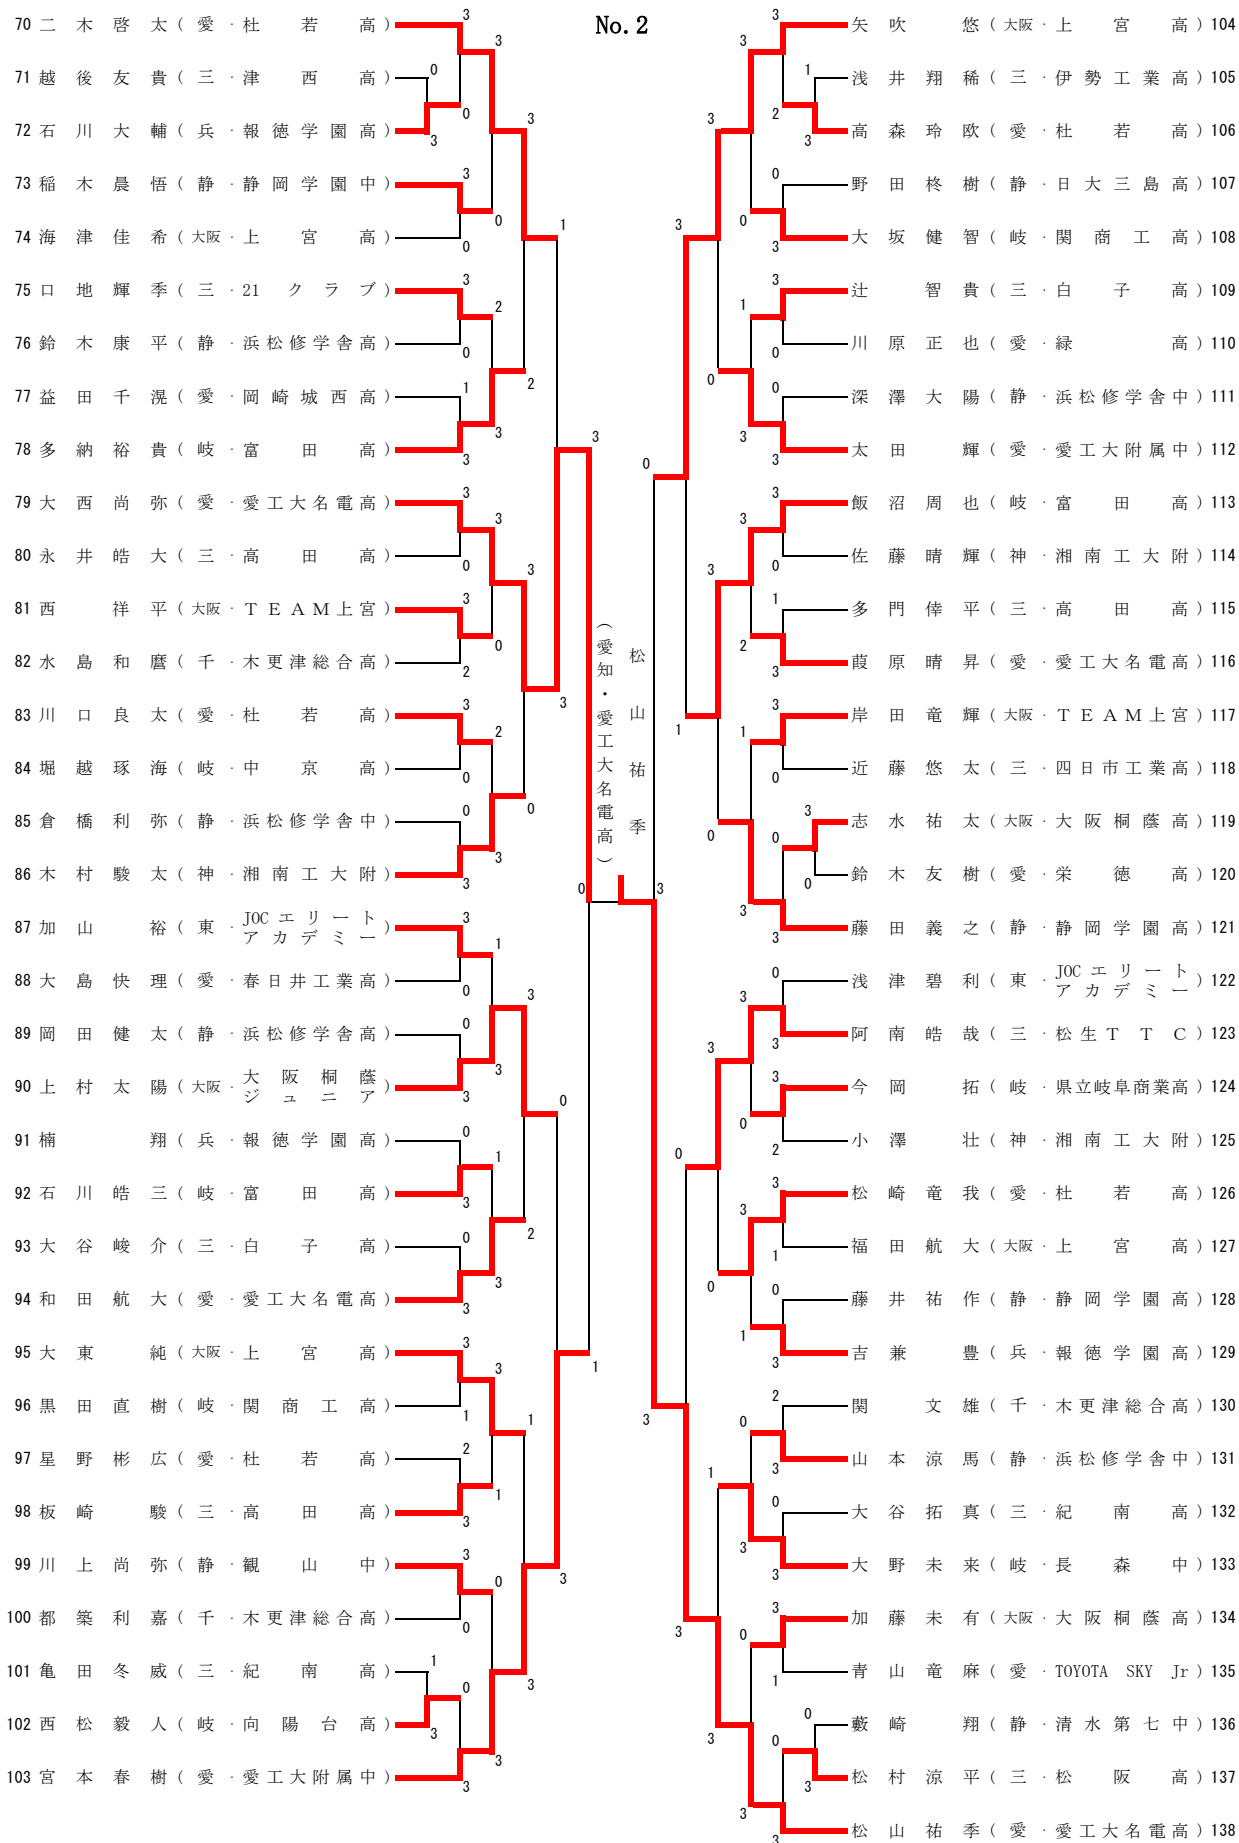 No. 2
70 二木啓太 (愛・杜若高)
71 越後友貴 (三・津西高)
72 石川大輔 (兵・報徳学園高)
73 稲木晨悟 (静・静岡学園中)
74 海津佳希 (大阪・上宮高)
75 口地輝季 (三・21クラブ)
76 鈴木康平 (静・浜松修学舎高)
77 益田千滉 (愛・岡崎城西高)
78 多納裕貴 (岐・富田高)
79 大西尚弥 (愛・愛工大名電高)
80 永井皓大 (三・高田高)
81 西祥平 (大阪・TEAM上宮)
82 水島和麿 (千・木更津総合高)
83 川口良太 (愛・杜若高)
84 堀越琢海 (岐・中京高)
85 倉橋利弥 (静・浜松修学舎中)
86 木村駿太 (神・湘南工大附)
87 加山裕 (東・JOCエリートアカデミー)
88 大島快理 (愛・春日井工業高)
89 岡田健太 (静・浜松修学舎高)
90 上村太陽 (大阪・大阪桐蔭ジュニア)
91 楠翔 (兵・報徳学園高)
92 石川皓三 (岐・富田高)
93 大谷峻介 (三・白子高)
94 和田航大 (愛・愛工大名電高)
95 大東純 (大阪・上宮高)
96 黒田直樹 (岐・関商工高)
97 星野彬広 (愛・杜若高)
98 板崎駿 (三・高田高)
99 川上尚弥 (静・観山中)
100 都築利嘉 (千・木更津総合高)
101 亀田冬威 (三・紀南高)
102 西松毅人 (岐・向陽台高)
103 宮本春樹 (愛・愛工大附属中)
松山祐季
(愛知・愛工大名電高)
矢吹悠 (大阪・上宮高) 104
浅井翔稀 (三・伊勢工業高) 105
高森玲欧 (愛・杜若高) 106
野田柊樹 (静・日大三島高) 107
大坂健智 (岐・関商工高) 108
辻智貴 (三・白子高) 109
川原正也 (愛・緑高) 110
深澤大陽 (静・浜松修学舎中) 111
太田輝 (愛・愛工大附属中) 112
飯沼周也 (岐・富田高) 113
佐藤晴輝 (神・湘南工大附) 114
多門倖平 (三・高田高) 115
葭原晴昇 (愛・愛工大名電高) 116
岸田竜輝 (大阪・TEAM上宮) 117
近藤悠太 (三・四日市工業高) 118
志水祐太 (大阪・大阪桐蔭高) 119
鈴木友樹 (愛・栄徳高) 120
藤田義之 (静・静岡学園高) 121
浅津碧利 (東・JOCエリートアカデミー) 122
阿南皓哉 (三・松生TTC) 123
今岡拓 (岐・県立岐阜商業高) 124
小澤壮 (神・湘南工大附) 125
松崎竜我 (愛・杜若高) 126
福田航大 (大阪・上宮高) 127
藤井祐作 (静・静岡学園高) 128
吉兼豊 (兵・報徳学園高) 129
関文雄 (千・木更津総合高) 130
山本涼馬 (静・浜松修学舎中) 131
大谷拓真 (三・紀南高) 132
大野未来 (岐・長森中) 133
加藤未有 (大阪・大阪桐蔭高) 134
青山竜麻 (愛・TOYOTA SKY Jr) 135
藪崎翔 (静・清水第七中) 136
松村涼平 (三・松阪高) 137
松山祐季 (愛・愛工大名電高) 138